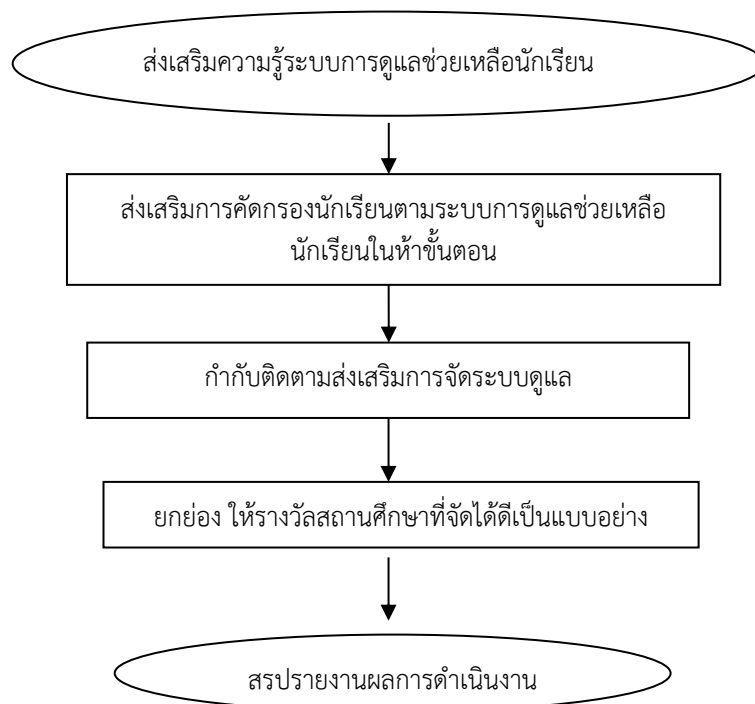 ส่งเสริมความรู้ระบบการดูแลช่วยเหลือนักเรียน
ส่งเสริมการคัดกรองนักเรียนตามระบบการดูแลช่วยเหลือ
นักเรียนในห้าขั้นตอน
กำกับติดตามส่งเสริมการจัดระบบดูแล
ยกย่อง ให้รางวัลสถานศึกษาที่จัดได้ดีเป็นแบบอย่าง
สรุปรายงานผลการดำเนินงาน